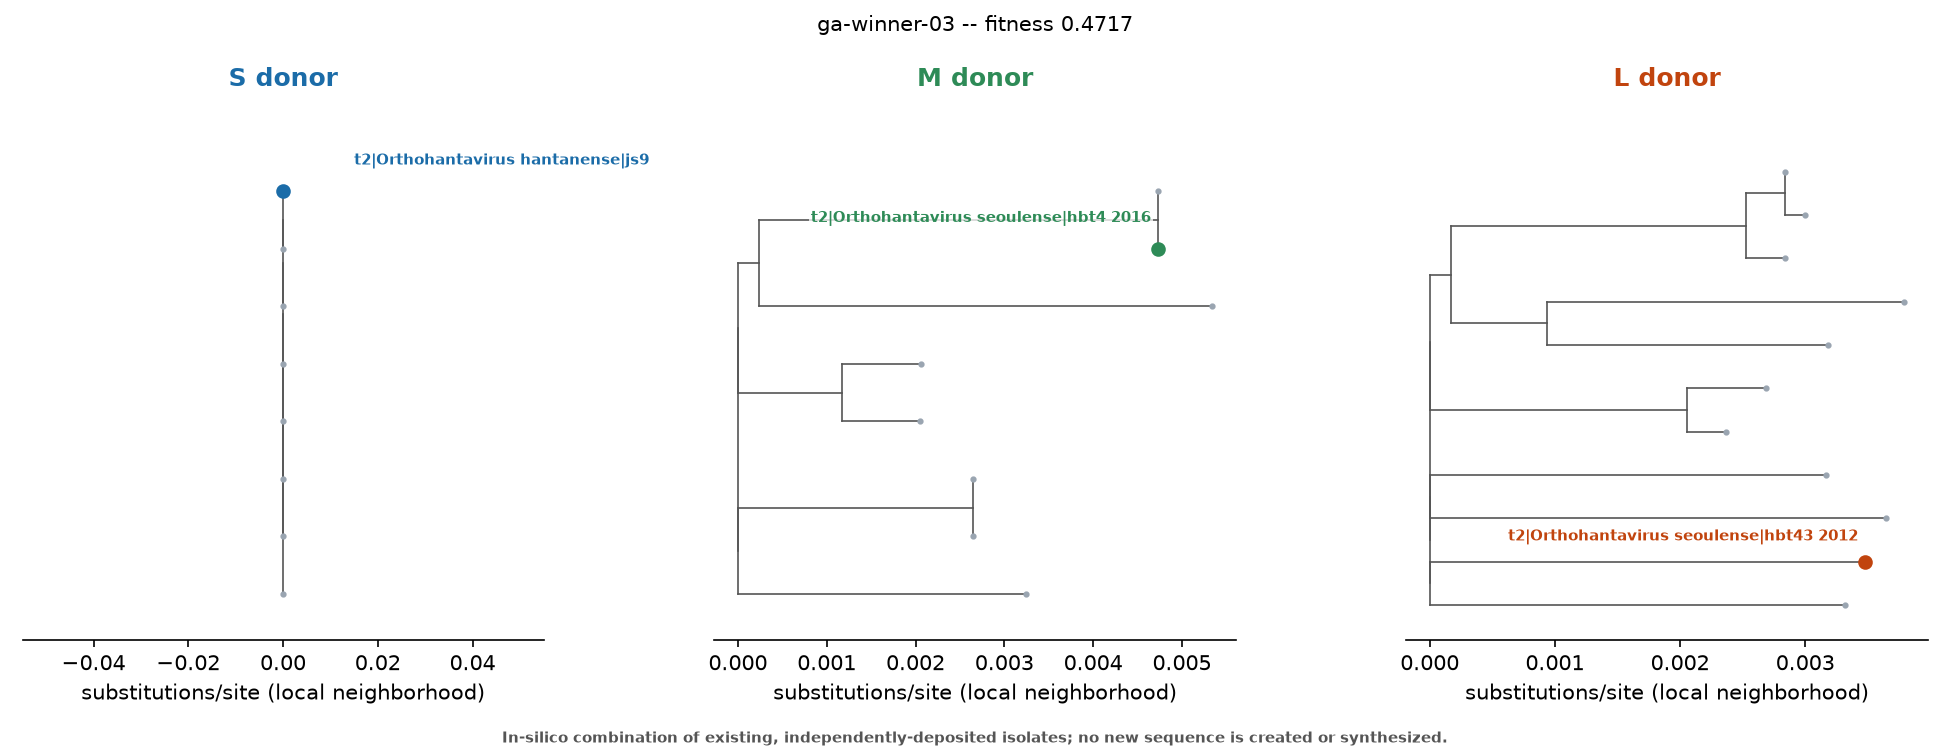 ga-winner-03 -- fitness 0.4717
S donor
M donor
L donor
t2|Orthohantavirus hantanense|js9
t2|Orthohantavirus seoulense|hbt4 2016
t2|Orthohantavirus seoulense|hbt43 2012
−0.04 −0.02 0.00 0.02 0.04
substitutions/site (local neighborhood)
0.000 0.001 0.002 0.003 0.004 0.005
substitutions/site (local neighborhood)
0.000 0.001 0.002 0.003
substitutions/site (local neighborhood)
In-silico combination of existing, independently-deposited isolates; no new sequence is created or synthesized.